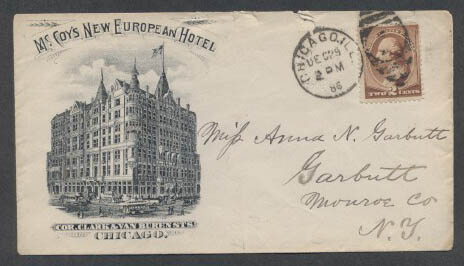 McCOY'S NEW EUROPEAN HOTEL
COR. CLARK & VAN BUREN STS
CHICAGO.
CHICAGO, ILL.
DEC 29
2 PM
86
2
TWO CENTS
Miss Anna N. Garbutt
Garbutt
Monroe Co
N.Y.